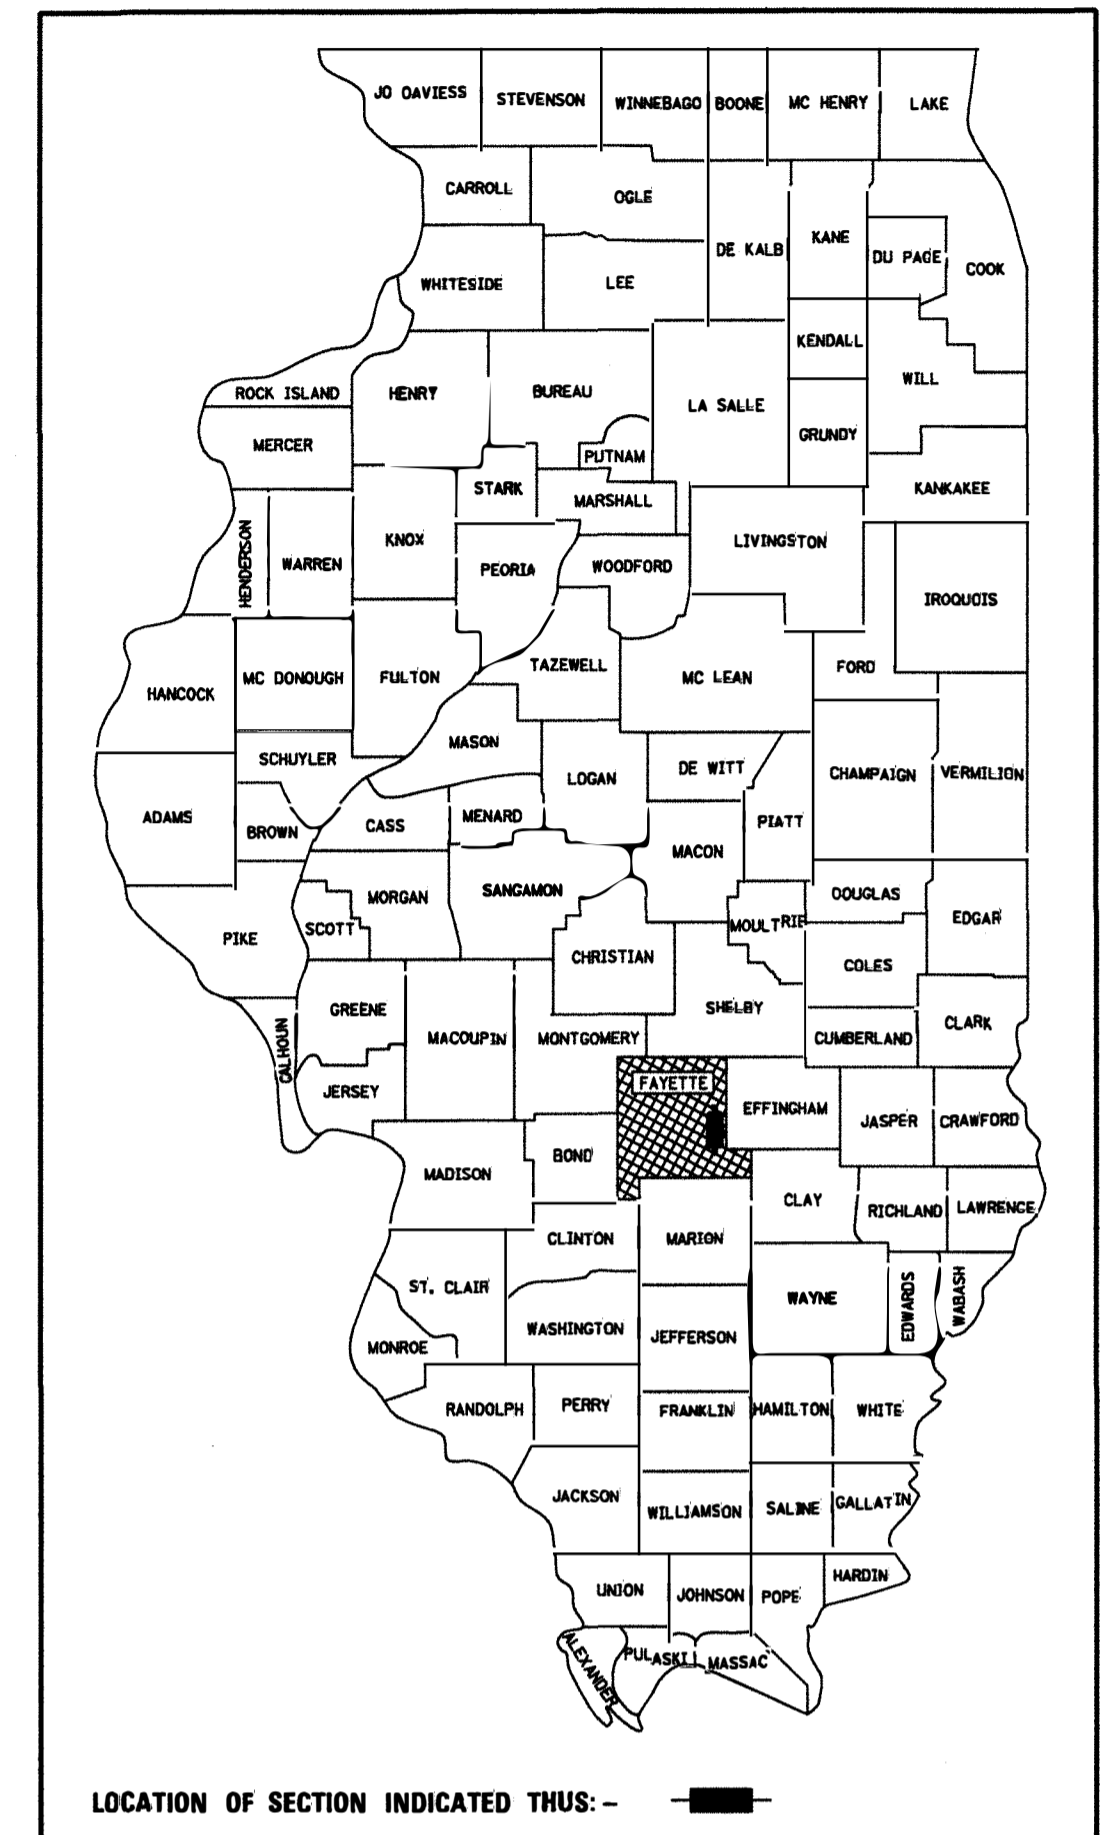 JO OAVIESS
STEVENSON
WINNEBAGO
BOONE
MC HENRY
LAKE
CARROLL
OGLE
DE KALB
KANE
DU PAGE
COOK
WHITESIDE
LEE
KENDALL
WILL
ROCK ISLAND
HENRY
BUREAU
LA SALLE
GRUNDY
MERCER
PUTNAM
STARK
MARSHALL
KANKAKEE
HENDERSON
WARREN
KNOX
PEORIA
WOODFORD
LIVINGSTON
IROQUOIS
HANCOCK
MC DONOUGH
FULTON
TAZEWELL
MC LEAN
FORD
SCHUYLER
MASON
LOGAN
DE WITT
CHAMPAIGN
VERMILION
ADAMS
BROWN
CASS
MENARD
PIATT
MACON
MORGAN
SANGAMON
DOUGLAS
EDGAR
PIKE
SCOTT
MOULTRIE
CHRISTIAN
COLES
GREENE
SHELBY
CALHOUN
MACOUPIN
MONTGOMERY
CUMBERLAND
CLARK
JERSEY
FAYETTE
EFFINGHAM
JASPER
CRAWFORD
MADISON
BOND
CLAY
RICHLAND
LAWRENCE
CLINTON
MARION
ST. CLAIR
WAYNE
EDWARDS
WABASH
MONROE
WASHINGTON
JEFFERSON
RANDOLPH
PERRY
FRANKLIN
HAMILTON
WHITE
JACKSON
WILLIAMSON
SALINE
GALLATIN
UNION
JOHNSON
POPE
HARDIN
ALEXANDER
PULASKI
MASSAC
LOCATION OF SECTION INDICATED THUS: –